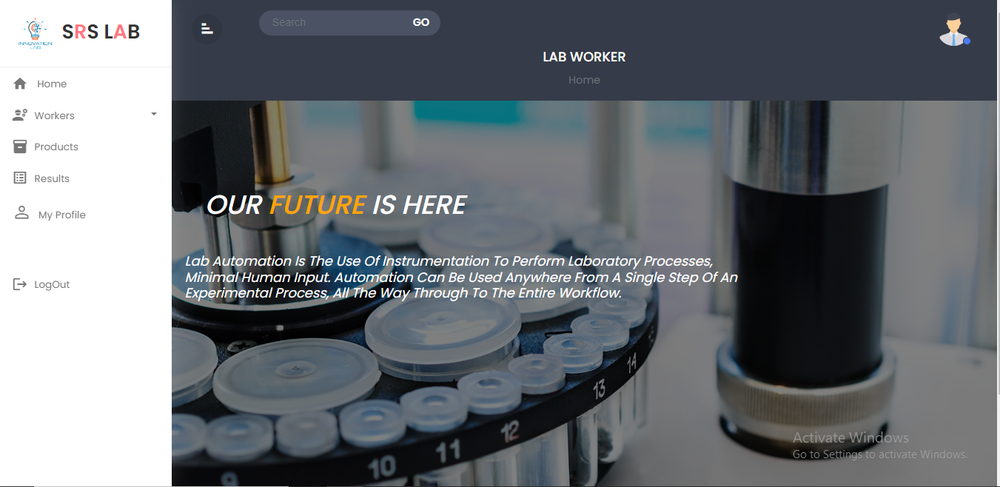 INNOVATION
LAB
SRS LAB
Search
GO
LAB WORKER
Home
Home
Workers
Products
Results
My Profile
LogOut
OUR FUTURE IS HERE
Lab Automation Is The Use Of Instrumentation To Perform Laboratory Processes,
Minimal Human Input. Automation Can Be Used Anywhere From A Single Step Of An
Experimental Process, All The Way Through To The Entire Workflow.
9
10
11
12
13
14
Activate Windows
Go to Settings to activate Windows.